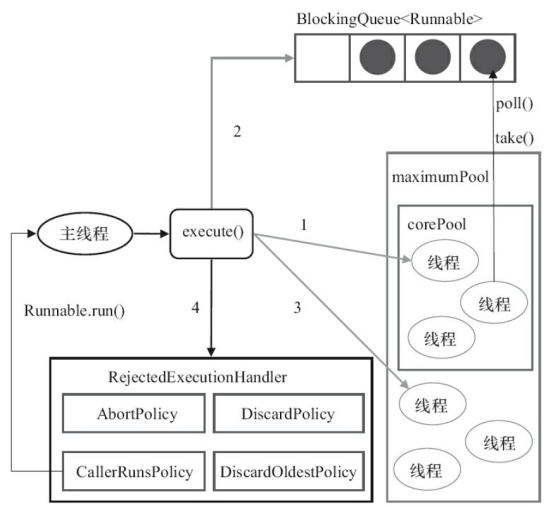 BlockingQueue<Runnable>
poll()
2
take()
maximumPool
corePool
主线程
execute()
1
线程
线程
Runnable.run()
4
3
线程
RejectedExecutionHandler
线程
AbortPolicy
DiscardPolicy
线程
CallerRunsPolicy
DiscardOldestPolicy
线程